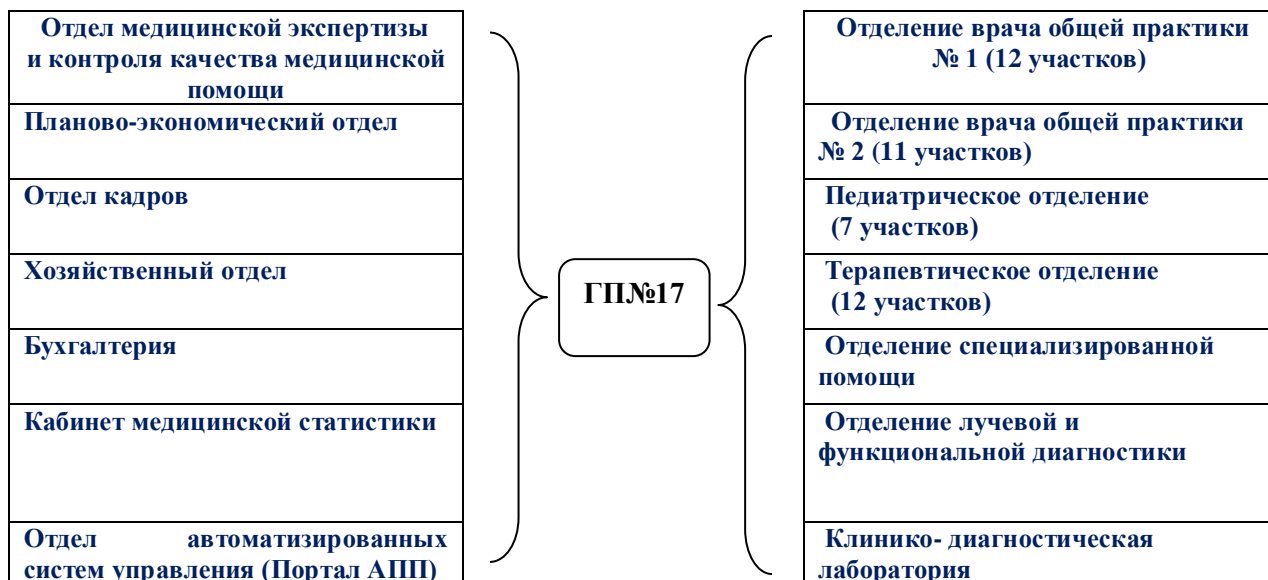 Отдел медицинской экспертизы
и контроля качества медицинской
помощи
Планово-экономический отдел
Отдел кадров
Хозяйственный отдел
Бухгалтерия
Кабинет медицинской статистики
Отдел автоматизированных
систем управления (Портал АПП)
ГП№17
Отделение врача общей практики
№ 1 (12 участков)
Отделение врача общей практики
№ 2 (11 участков)
Педиатрическое отделение
(7 участков)
Терапевтическое отделение
(12 участков)
Отделение специализированной
помощи
Отделение лучевой и
функциональной диагностики
Клинико- диагностическая
лаборатория